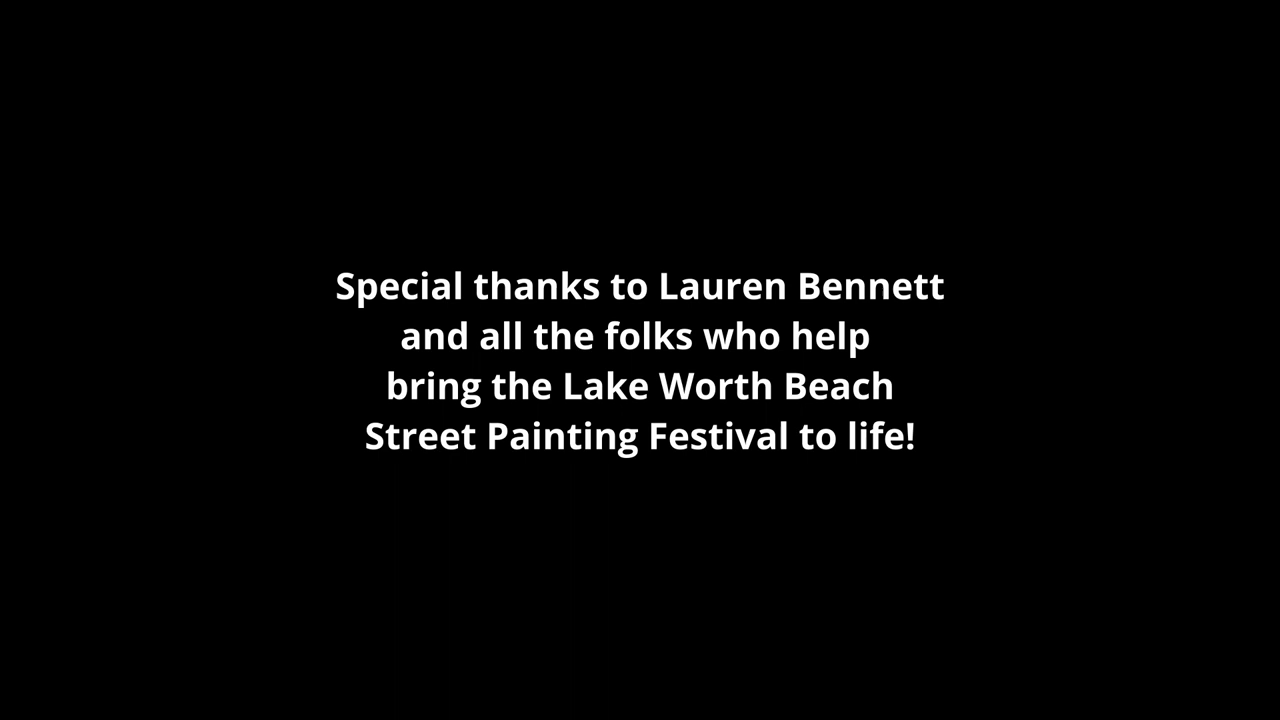 Special thanks to Lauren Bennett
and all the folks who help
bring the Lake Worth Beach
Street Painting Festival to life!